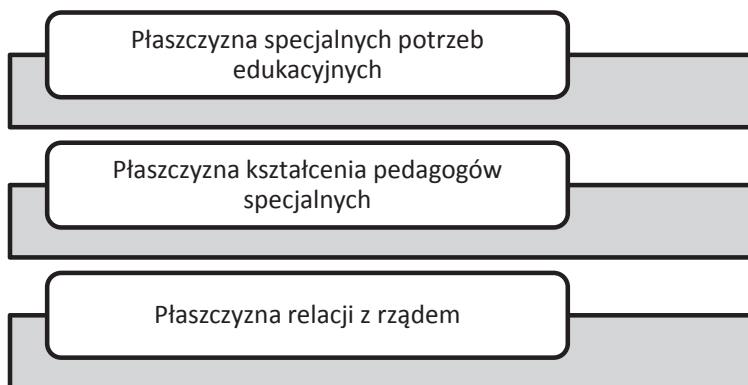 Płaszczyzna specjalnych potrzeb
edukacyjnych
Płaszczyzna kształcenia pedagogów
specjalnych
Płaszczyzna relacji z rządem